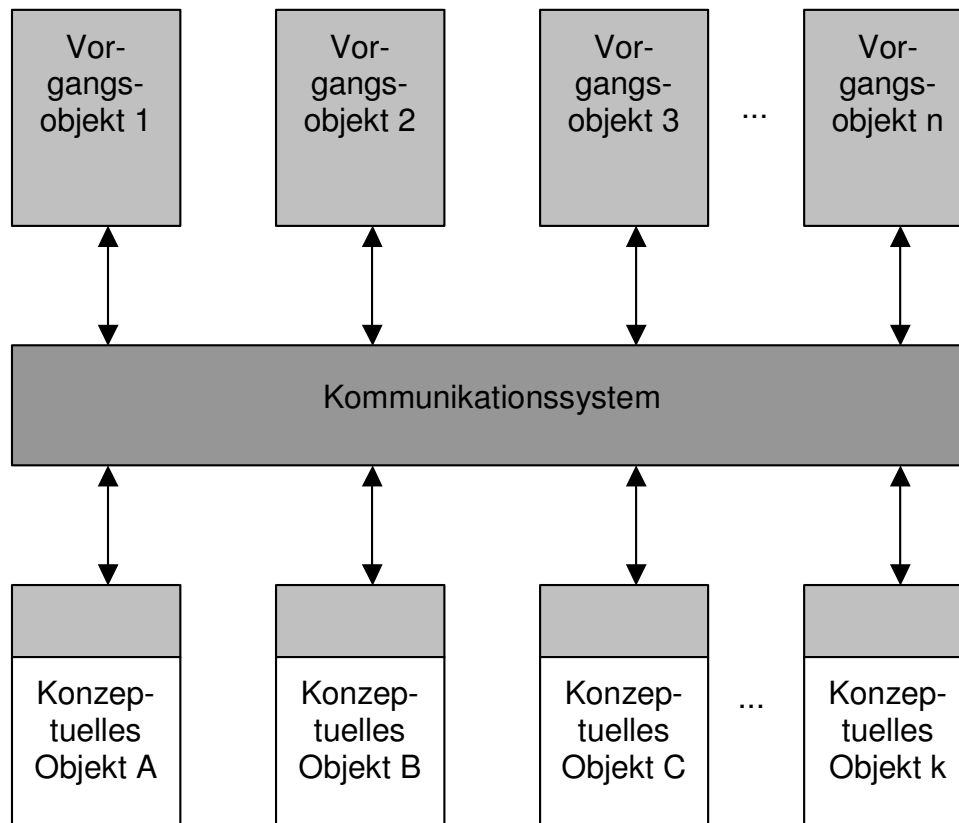 Vor-
gangs-
objekt 1
Vor-
gangs-
objekt 2
Vor-
gangs-
objekt 3
...
Vor-
gangs-
objekt n
Kommunikationssystem
Konzep-
tuelles
Objekt A
Konzep-
tuelles
Objekt B
Konzep-
tuelles
Objekt C
...
Konzep-
tuelles
Objekt k